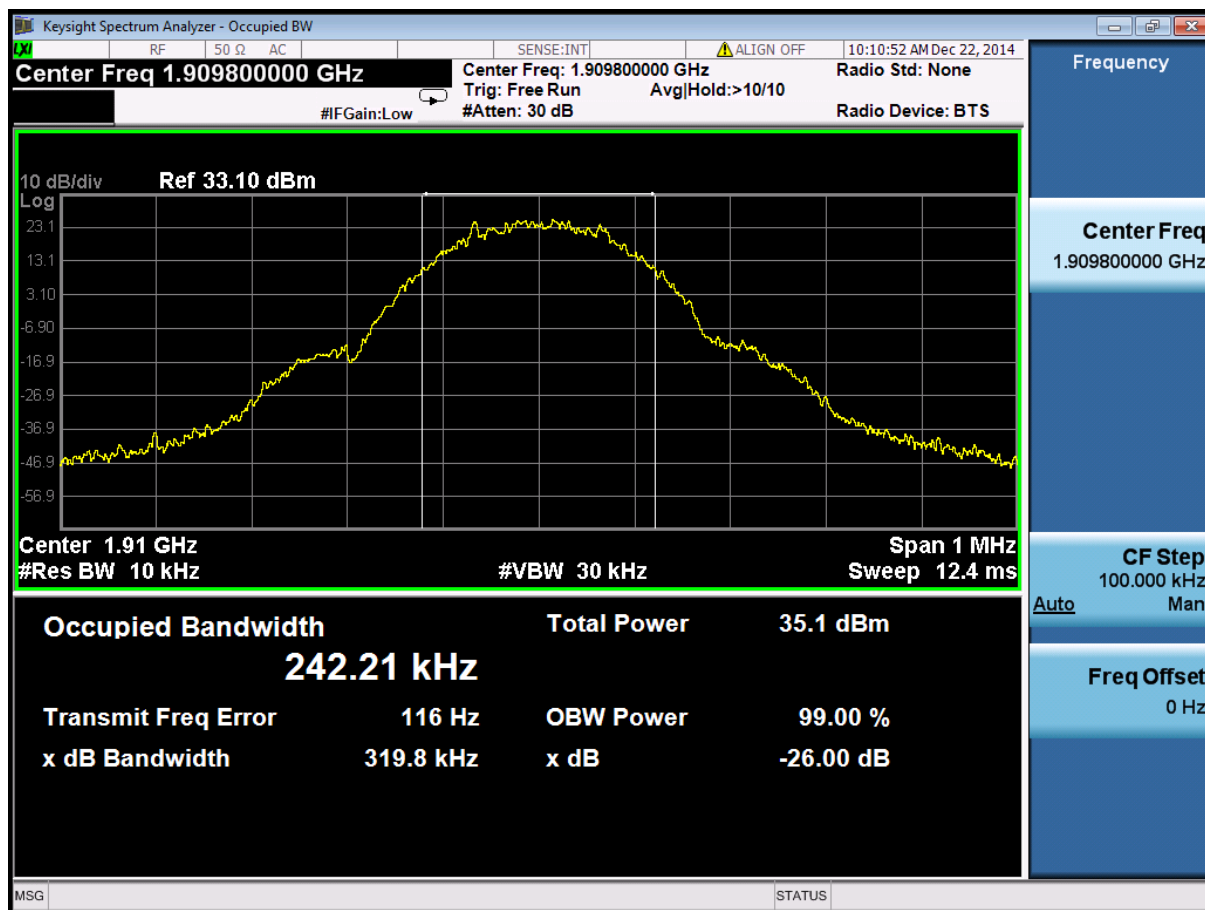 Keysight Spectrum Analyzer - Occupied BW
LXI RF 50 Ω AC SENSE:INT ALIGN OFF 10:10:52 AM Dec 22, 2014
Center Freq 1.909800000 GHz
Center Freq: 1.909800000 GHz Radio Std: None
Trig: Free Run Avg|Hold:>10/10
#IFGain:Low #Atten: 30 dB Radio Device: BTS
10 dB/div Ref 33.10 dBm
Log
23.1
13.1
3.10
-6.90
-16.9
-26.9
-36.9
-46.9
-56.9
Center 1.91 GHz Span 1 MHz
#Res BW 10 kHz #VBW 30 kHz Sweep 12.4 ms
Occupied Bandwidth Total Power 35.1 dBm
242.21 kHz
Transmit Freq Error 116 Hz OBW Power 99.00 %
x dB Bandwidth 319.8 kHz x dB -26.00 dB
MSG STATUS
Frequency
Center Freq
1.909800000 GHz
CF Step
100.000 kHz
Auto Man
Freq Offset
0 Hz